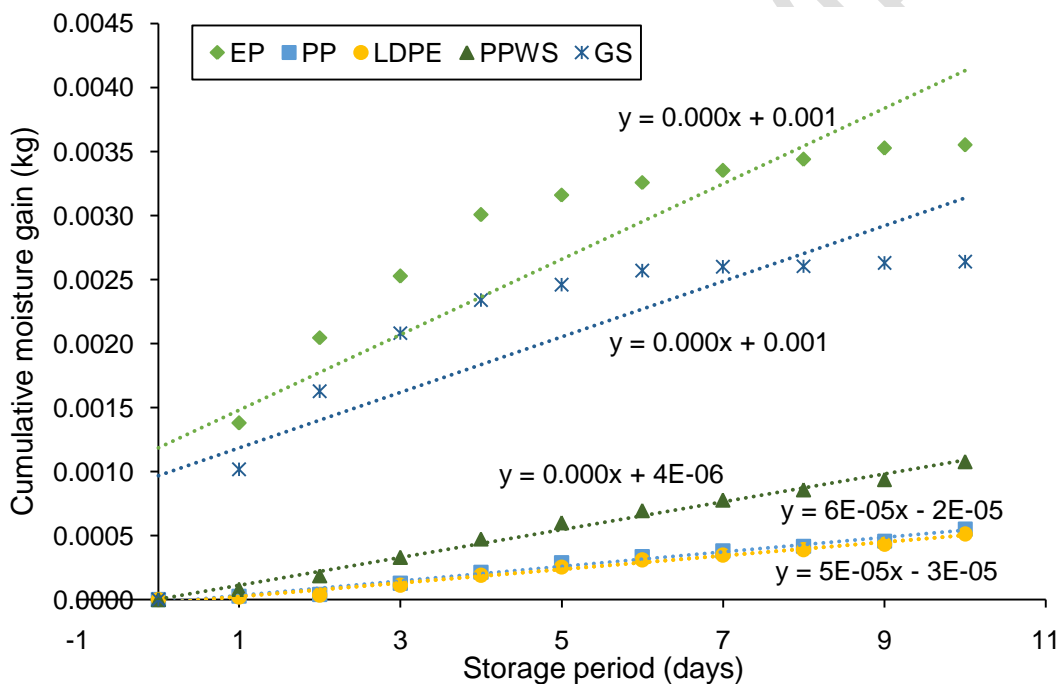 0.0045
EP PP LDPE PPWS GS
0.0040
y = 0.000x + 0.001
0.0035
0.0030
0.0025
0.0020
y = 0.000x + 0.001
0.0015
0.0010
y = 0.000x + 4E-06
y = 6E-05x - 2E-05
0.0005
y = 5E-05x - 3E-05
0.0000
-1 1 3 5 7 9 11
Storage period (days)
Cumulative moisture gain (kg)